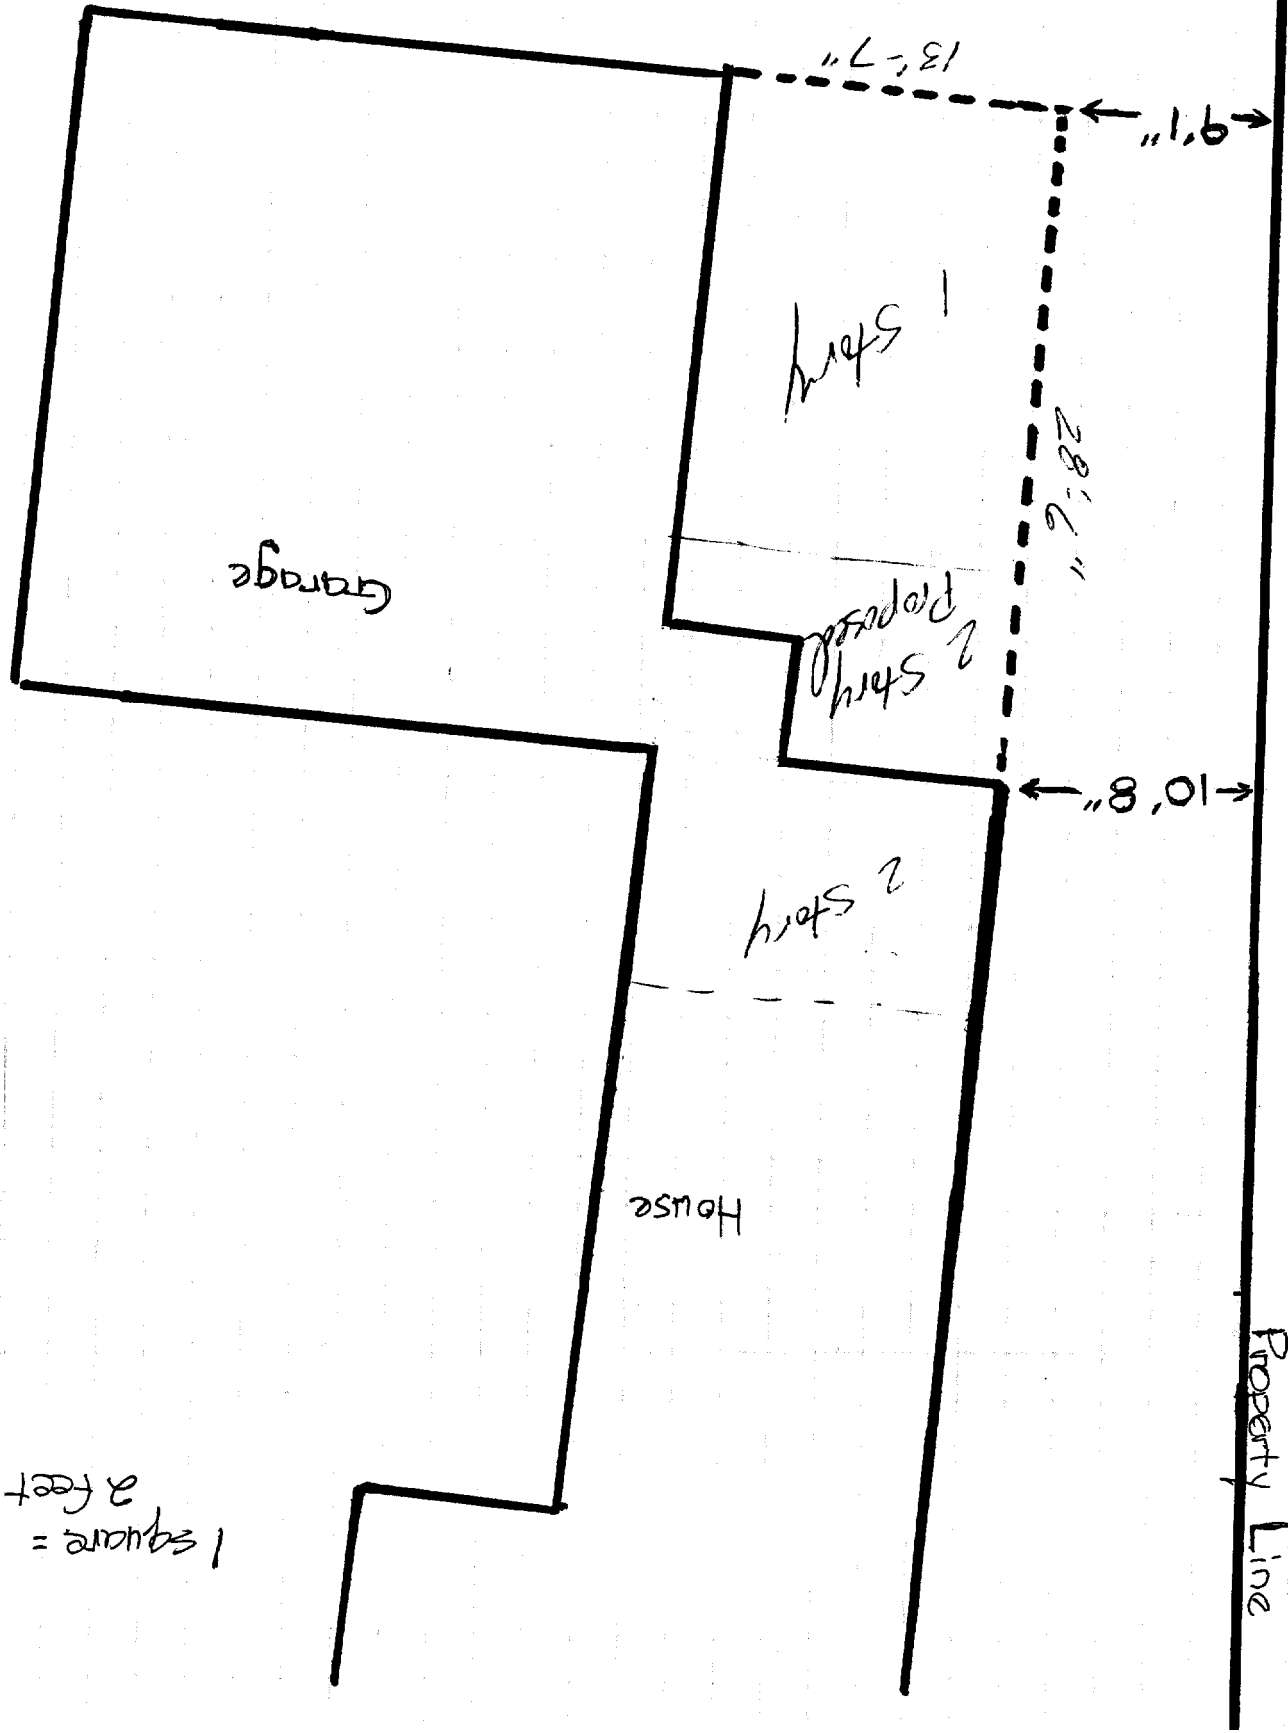 1 square =
2 feet
House
2 Story
10' 8"
2 Story
Proposed
Garage
28'-6"
1 Story
9'1"
13'-7"
Property Line